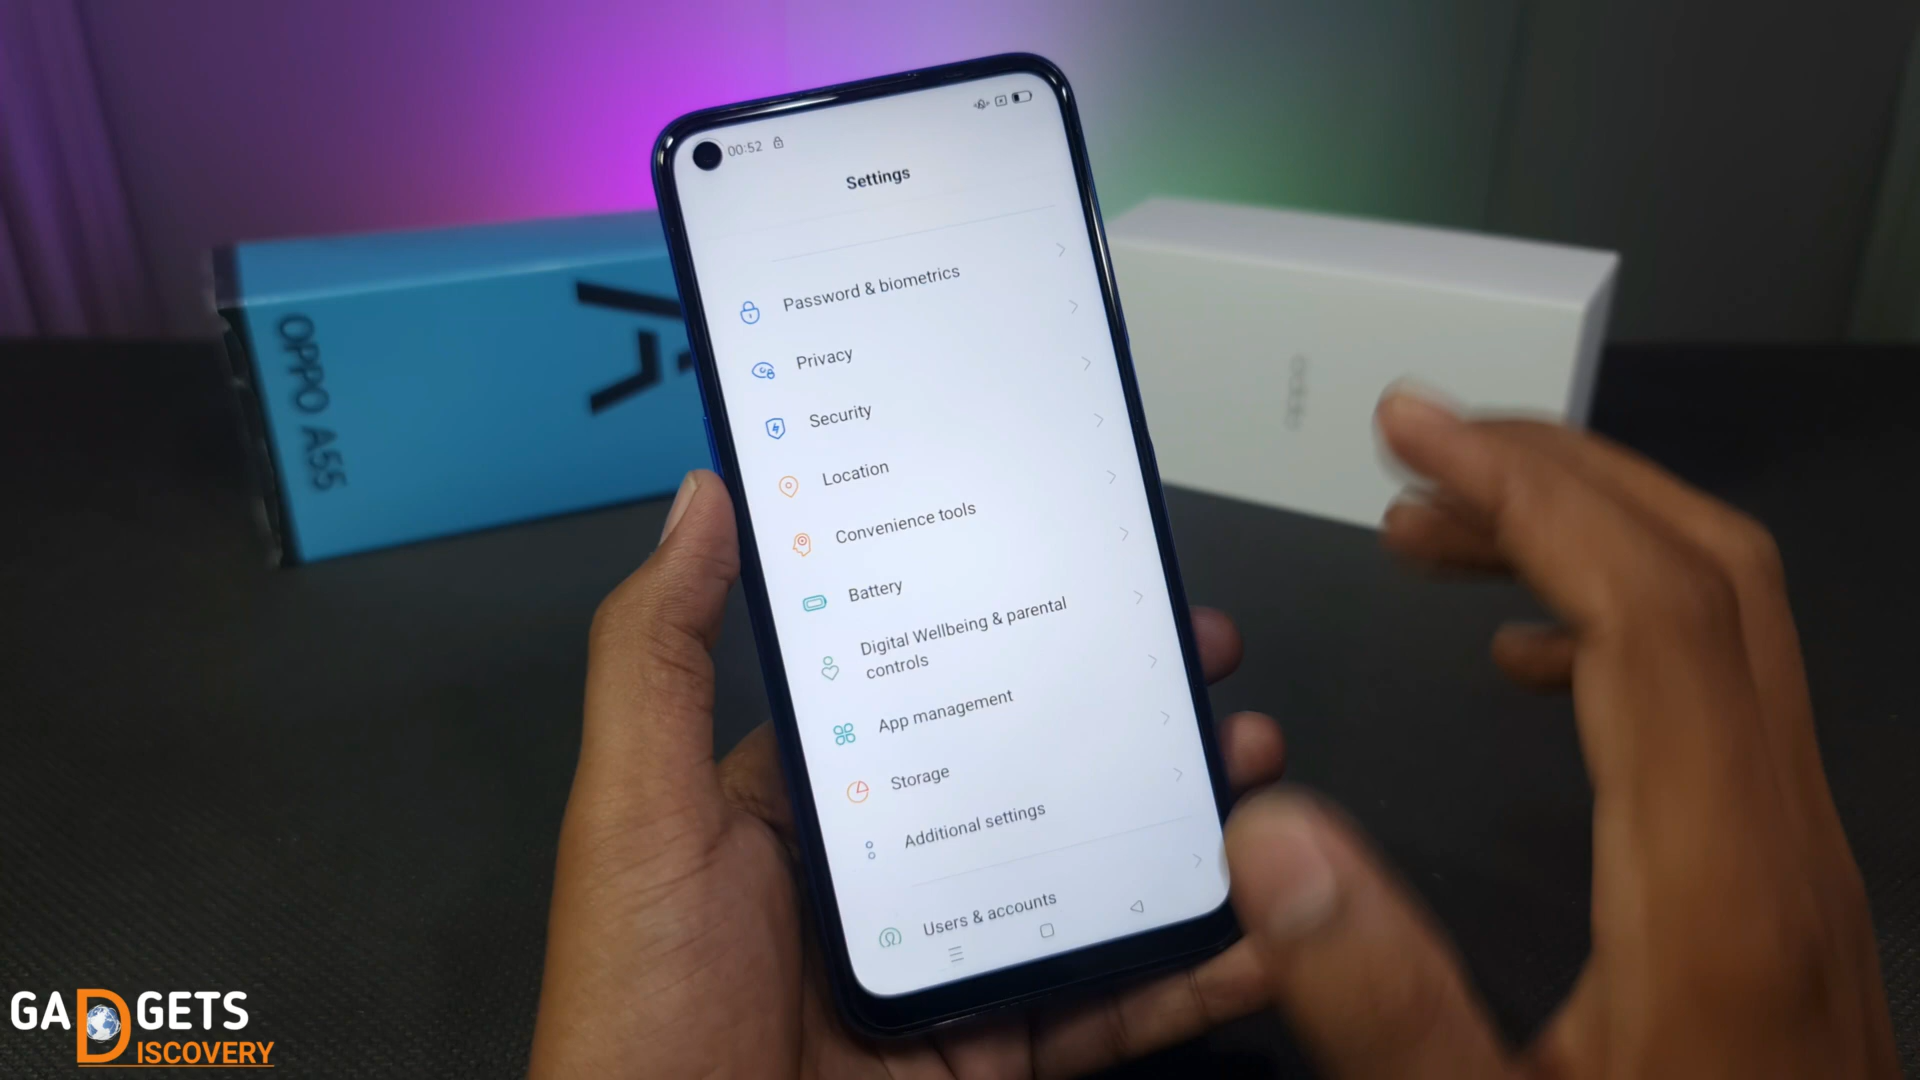 00:52
Settings
Password & biometrics
Privacy
Security
Location
Convenience tools
Battery
Digital Wellbeing & parental
controls
App management
Storage
Additional settings
Users & accounts
OPPO A55
oppo
GADGETS
DISCOVERY